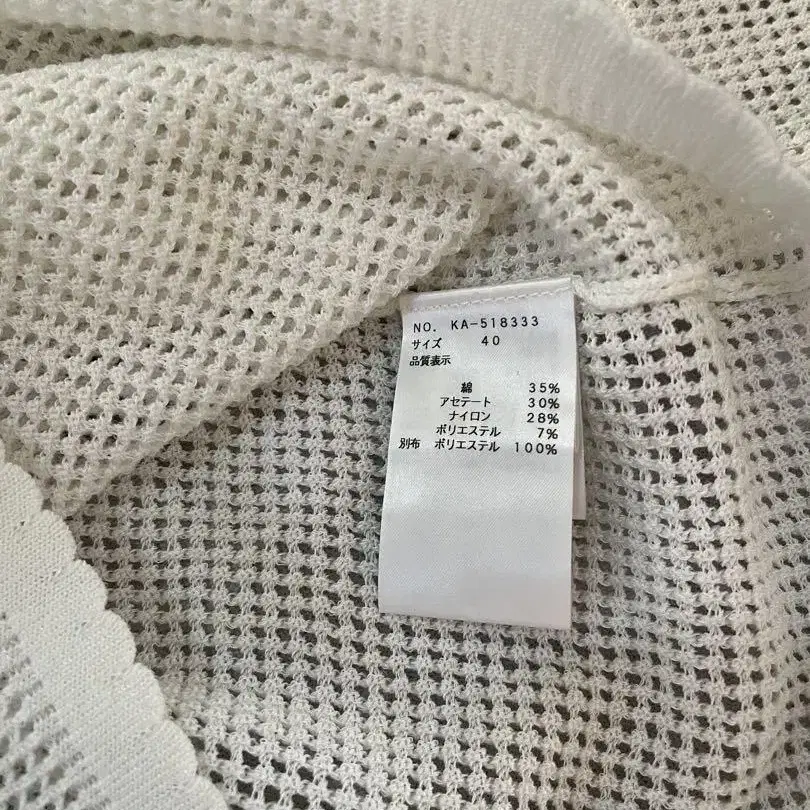 NO. KA-518333
サイズ 40
品質表示
綿 35%
アセテート 30%
ナイロン 28%
ポリエステル 7%
別布 ポリエステル 100%